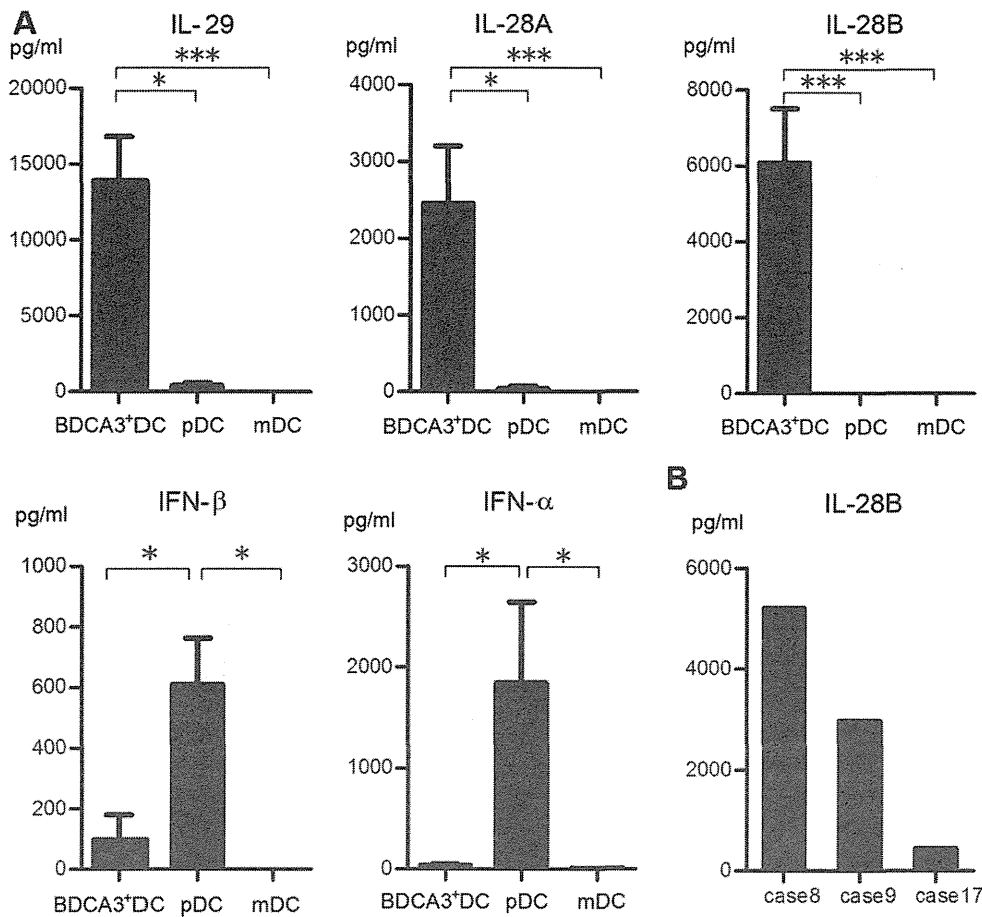 A
IL-29
pg/ml
***
*
20000
15000
10000
5000
0
BDCA3⁺DC pDC mDC
IL-28A
pg/ml
***
*
4000
3000
2000
1000
0
BDCA3⁺DC pDC mDC
IL-28B
pg/ml
***
***
8000
6000
4000
2000
0
BDCA3⁺DC pDC mDC
IFN-β
pg/ml
* *
1000
800
600
400
200
0
BDCA3⁺DC pDC mDC
IFN-α
pg/ml
* *
3000
2000
1000
0
BDCA3⁺DC pDC mDC
B
IL-28B
pg/ml
6000
4000
2000
0
case8 case9 case17